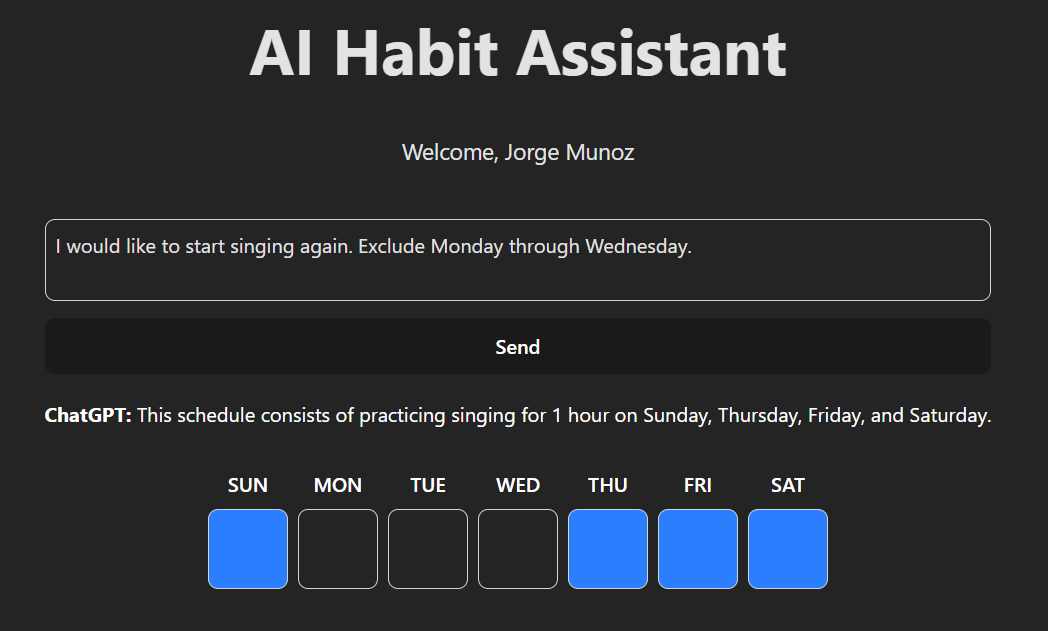 AI Habit Assistant
Welcome, Jorge Munoz
I would like to start singing again. Exclude Monday through Wednesday.
Send
ChatGPT: This schedule consists of practicing singing for 1 hour on Sunday, Thursday, Friday, and Saturday.
SUN MON TUE WED THU FRI SAT